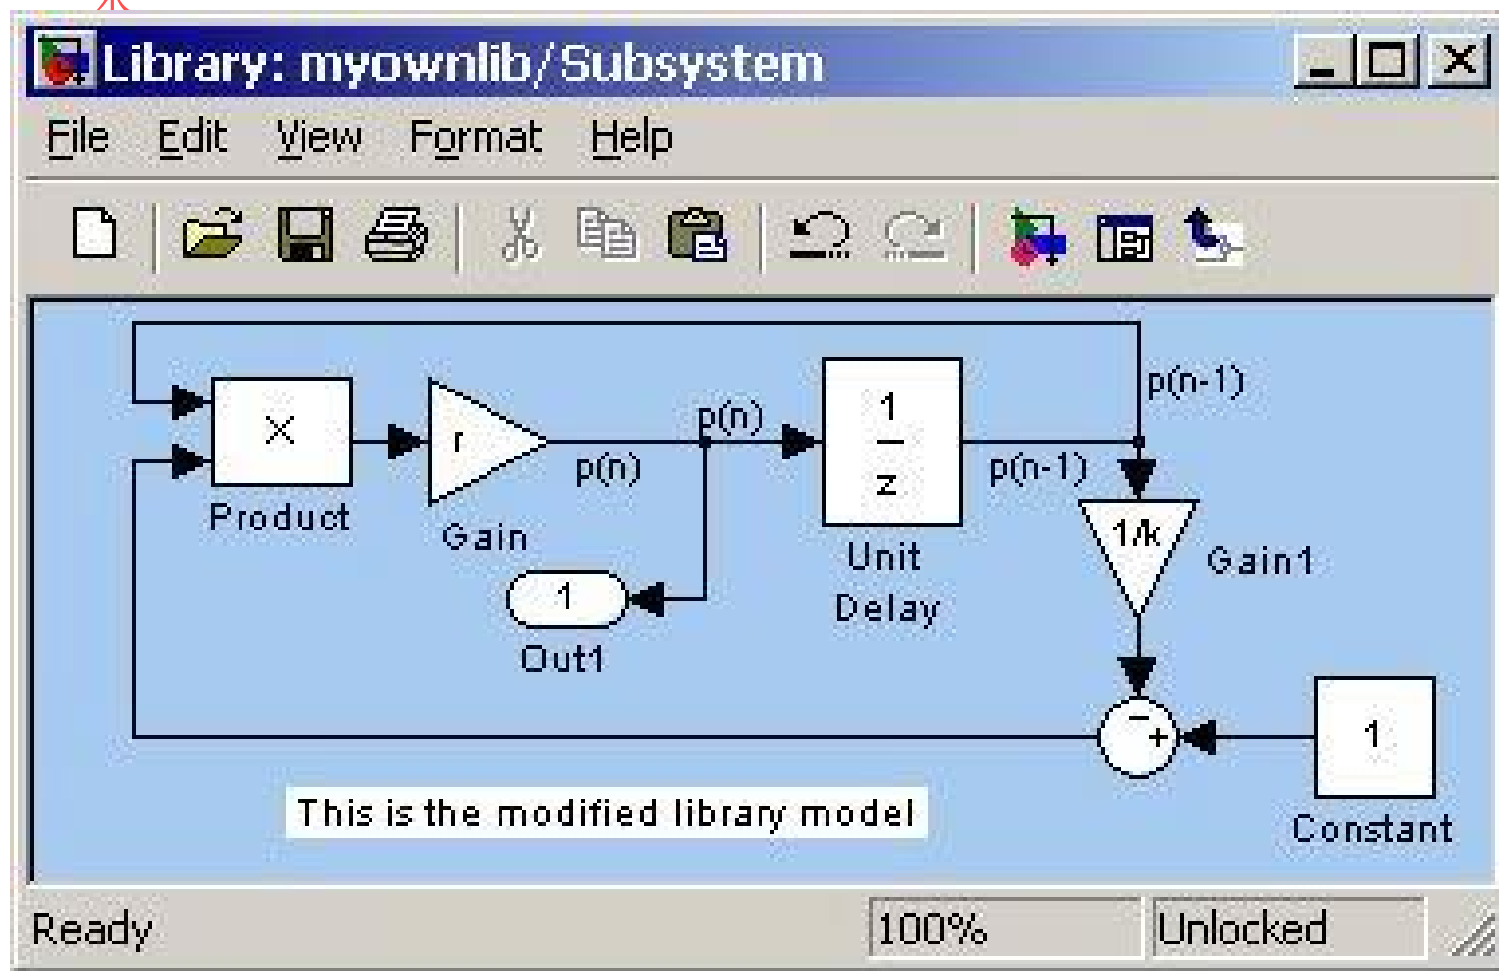 Library: myownlib/Subsystem
File Edit View Format Help
p(n-1)
×
r
p(n)
p(n)
1
z
p(n-1)
Product
Gain
Unit
Delay
1/k
Gain1
1
Out1
−
+
1
Constant
This is the modified library model
Ready 100% Unlocked